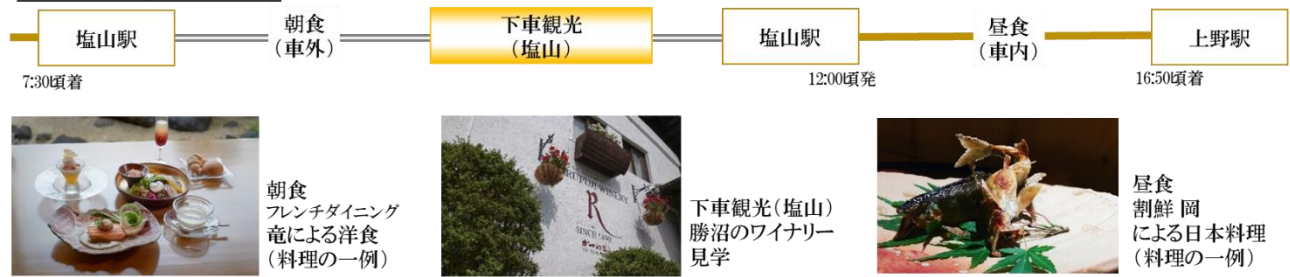 塩山駅
朝食
（車外）
下車観光
（塩山）
塩山駅
昼食
（車内）
上野駅
7:30頃着
12:00頃発
16:50頃着
朝食
フレンチダイニング
竜による洋食
（料理の一例）
RUTOJI WINERY
R
SINCE 1890
下車観光（塩山）
勝沼のワイナリー
見学
昼食
割鮮 岡
による日本料理
（料理の一例）